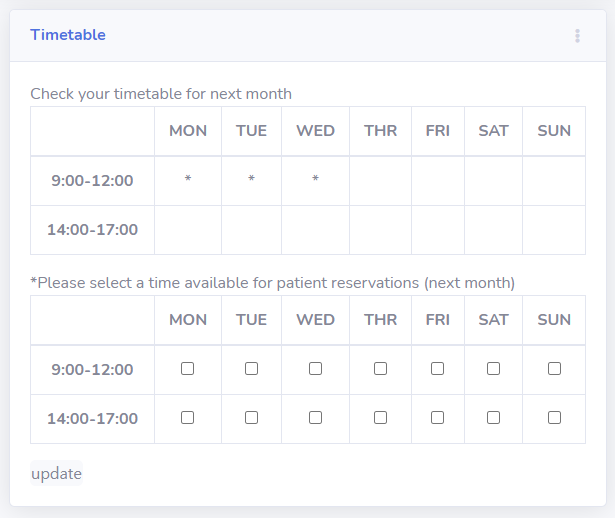 Timetable
Check your timetable for next month
MON TUE WED THR FRI SAT SUN
9:00-12:00 * * *
14:00-17:00
*Please select a time available for patient reservations (next month)
MON TUE WED THR FRI SAT SUN
9:00-12:00
14:00-17:00
update